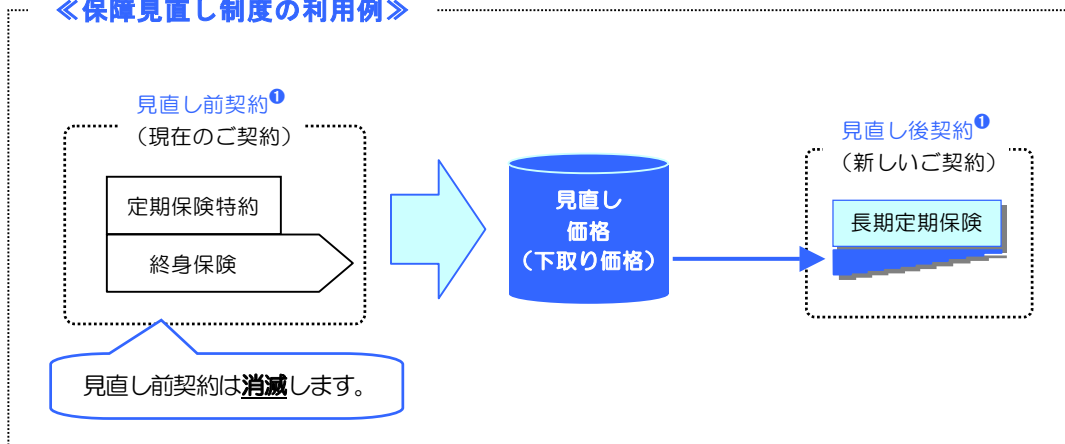 ≪保障見直し制度の利用例≫
見直し前契約❶
（現在のご契約）
定期保険特約
終身保険
見直し前契約は消滅します。
見直し
価格
（下取り価格）
見直し後契約❶
（新しいご契約）
長期定期保険